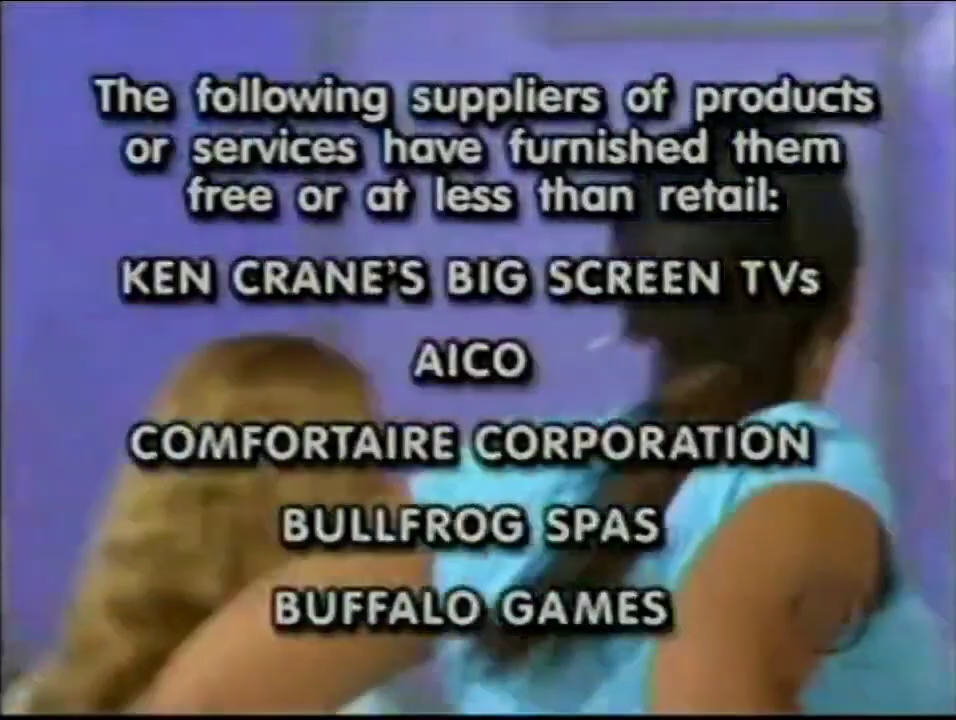 The following suppliers of products
or services have furnished them
free or at less than retail:
KEN CRANE'S BIG SCREEN TVs
AICO
COMFORTAIRE CORPORATION
BULLFROG SPAS
BUFFALO GAMES